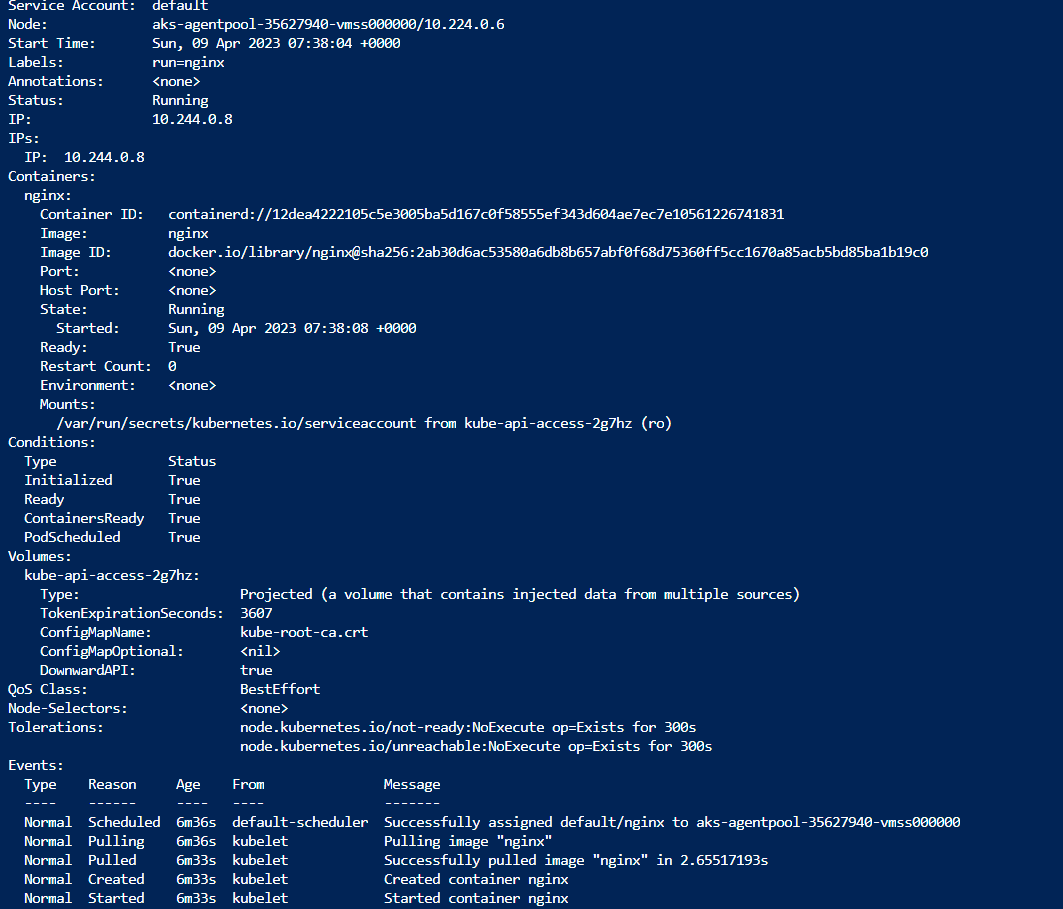 Service Account:  default
Node:             aks-agentpool-35627940-vmss000000/10.224.0.6
Start Time:       Sun, 09 Apr 2023 07:38:04 +0000
Labels:           run=nginx
Annotations:      <none>
Status:           Running
IP:               10.244.0.8
IPs:
  IP:  10.244.0.8
Containers:
  nginx:
    Container ID:   containerd://12dea4222105c5e3005ba5d167c0f58555ef343d604ae7ec7e10561226741831
    Image:          nginx
    Image ID:       docker.io/library/nginx@sha256:2ab30d6ac53580a6db8b657abf0f68d75360ff5cc1670a85acb5bd85ba1b19c0
    Port:           <none>
    Host Port:      <none>
    State:          Running
      Started:      Sun, 09 Apr 2023 07:38:08 +0000
    Ready:          True
    Restart Count:  0
    Environment:    <none>
    Mounts:
      /var/run/secrets/kubernetes.io/serviceaccount from kube-api-access-2g7hz (ro)
Conditions:
  Type              Status
  Initialized       True
  Ready             True
  ContainersReady   True
  PodScheduled      True
Volumes:
  kube-api-access-2g7hz:
    Type:                    Projected (a volume that contains injected data from multiple sources)
    TokenExpirationSeconds:  3607
    ConfigMapName:           kube-root-ca.crt
    ConfigMapOptional:       <nil>
    DownwardAPI:             true
QoS Class:                   BestEffort
Node-Selectors:              <none>
Tolerations:                 node.kubernetes.io/not-ready:NoExecute op=Exists for 300s
                             node.kubernetes.io/unreachable:NoExecute op=Exists for 300s
Events:
  Type    Reason     Age    From               Message
  ----    ------     ----   ----               -------
  Normal  Scheduled  6m36s  default-scheduler  Successfully assigned default/nginx to aks-agentpool-35627940-vmss000000
  Normal  Pulling    6m36s  kubelet            Pulling image "nginx"
  Normal  Pulled     6m33s  kubelet            Successfully pulled image "nginx" in 2.65517193s
  Normal  Created    6m33s  kubelet            Created container nginx
  Normal  Started    6m33s  kubelet            Started container nginx